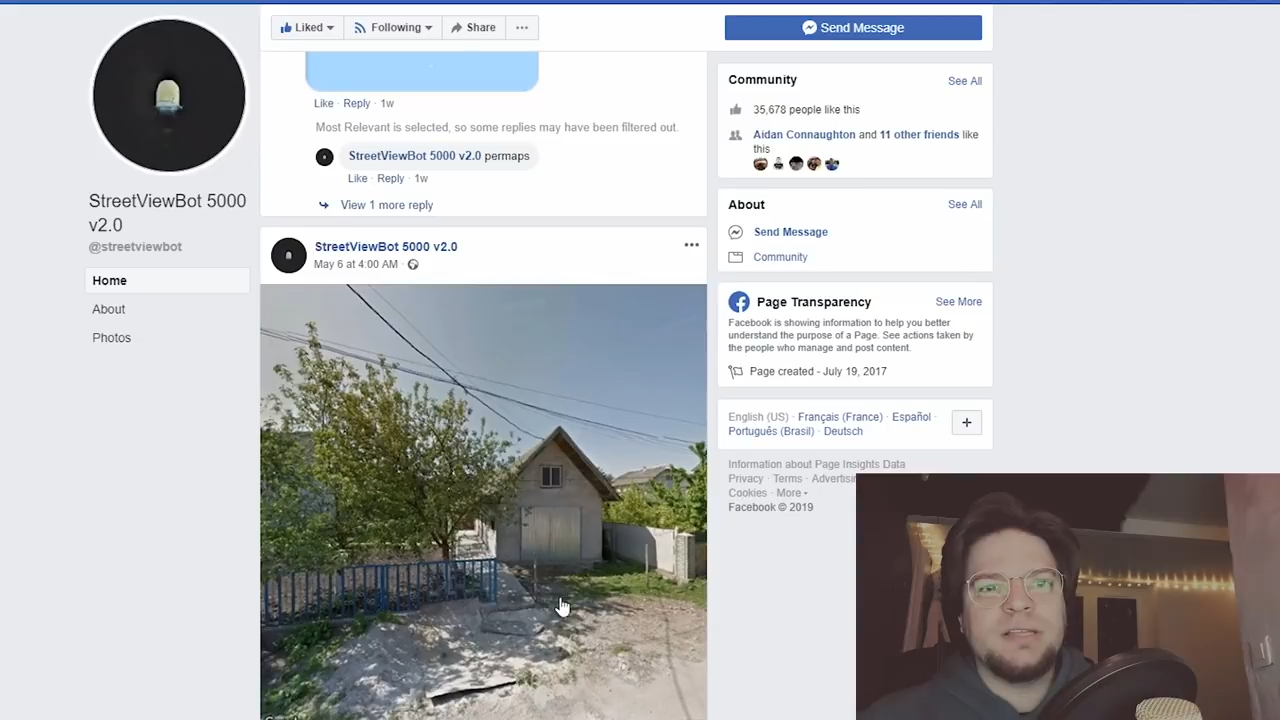 Liked
Following
Share
Send Message
StreetViewBot 5000
v2.0
@streetviewbot
Home
About
Photos
Like · Reply · 1w
Most Relevant is selected, so some replies may have been filtered out.
StreetViewBot 5000 v2.0 permaps
Like · Reply · 1w
View 1 more reply
StreetViewBot 5000 v2.0
May 6 at 4:00 AM ·
Community
See All
35,678 people like this
Aidan Connaughton and 11 other friends like
this
About
See All
Send Message
Community
Page Transparency
See More
Facebook is showing information to help you better
understand the purpose of a Page. See actions taken by
the people who manage and post content.
Page created - July 19, 2017
English (US) · Français (France) · Español ·
Português (Brasil) · Deutsch
Information about Page Insights Data
Privacy · Terms · Advertisi
Cookies · More
Facebook © 2019